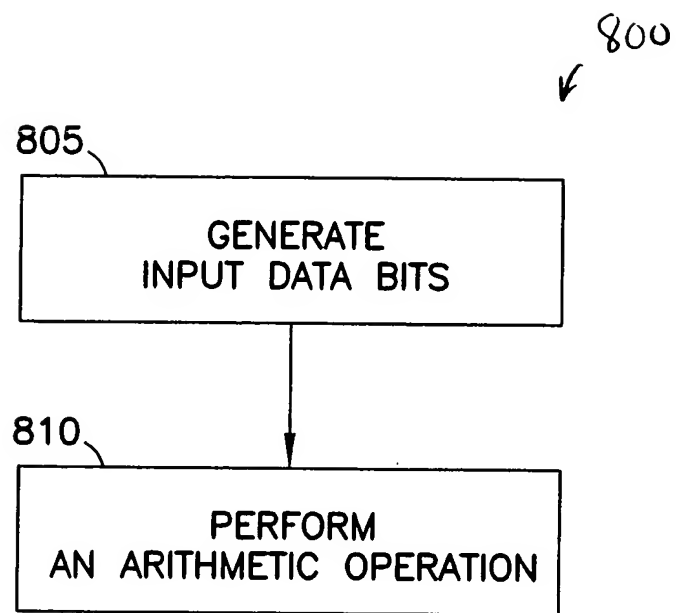 800
805
GENERATE
INPUT DATA BITS
810
PERFORM
AN ARITHMETIC OPERATION